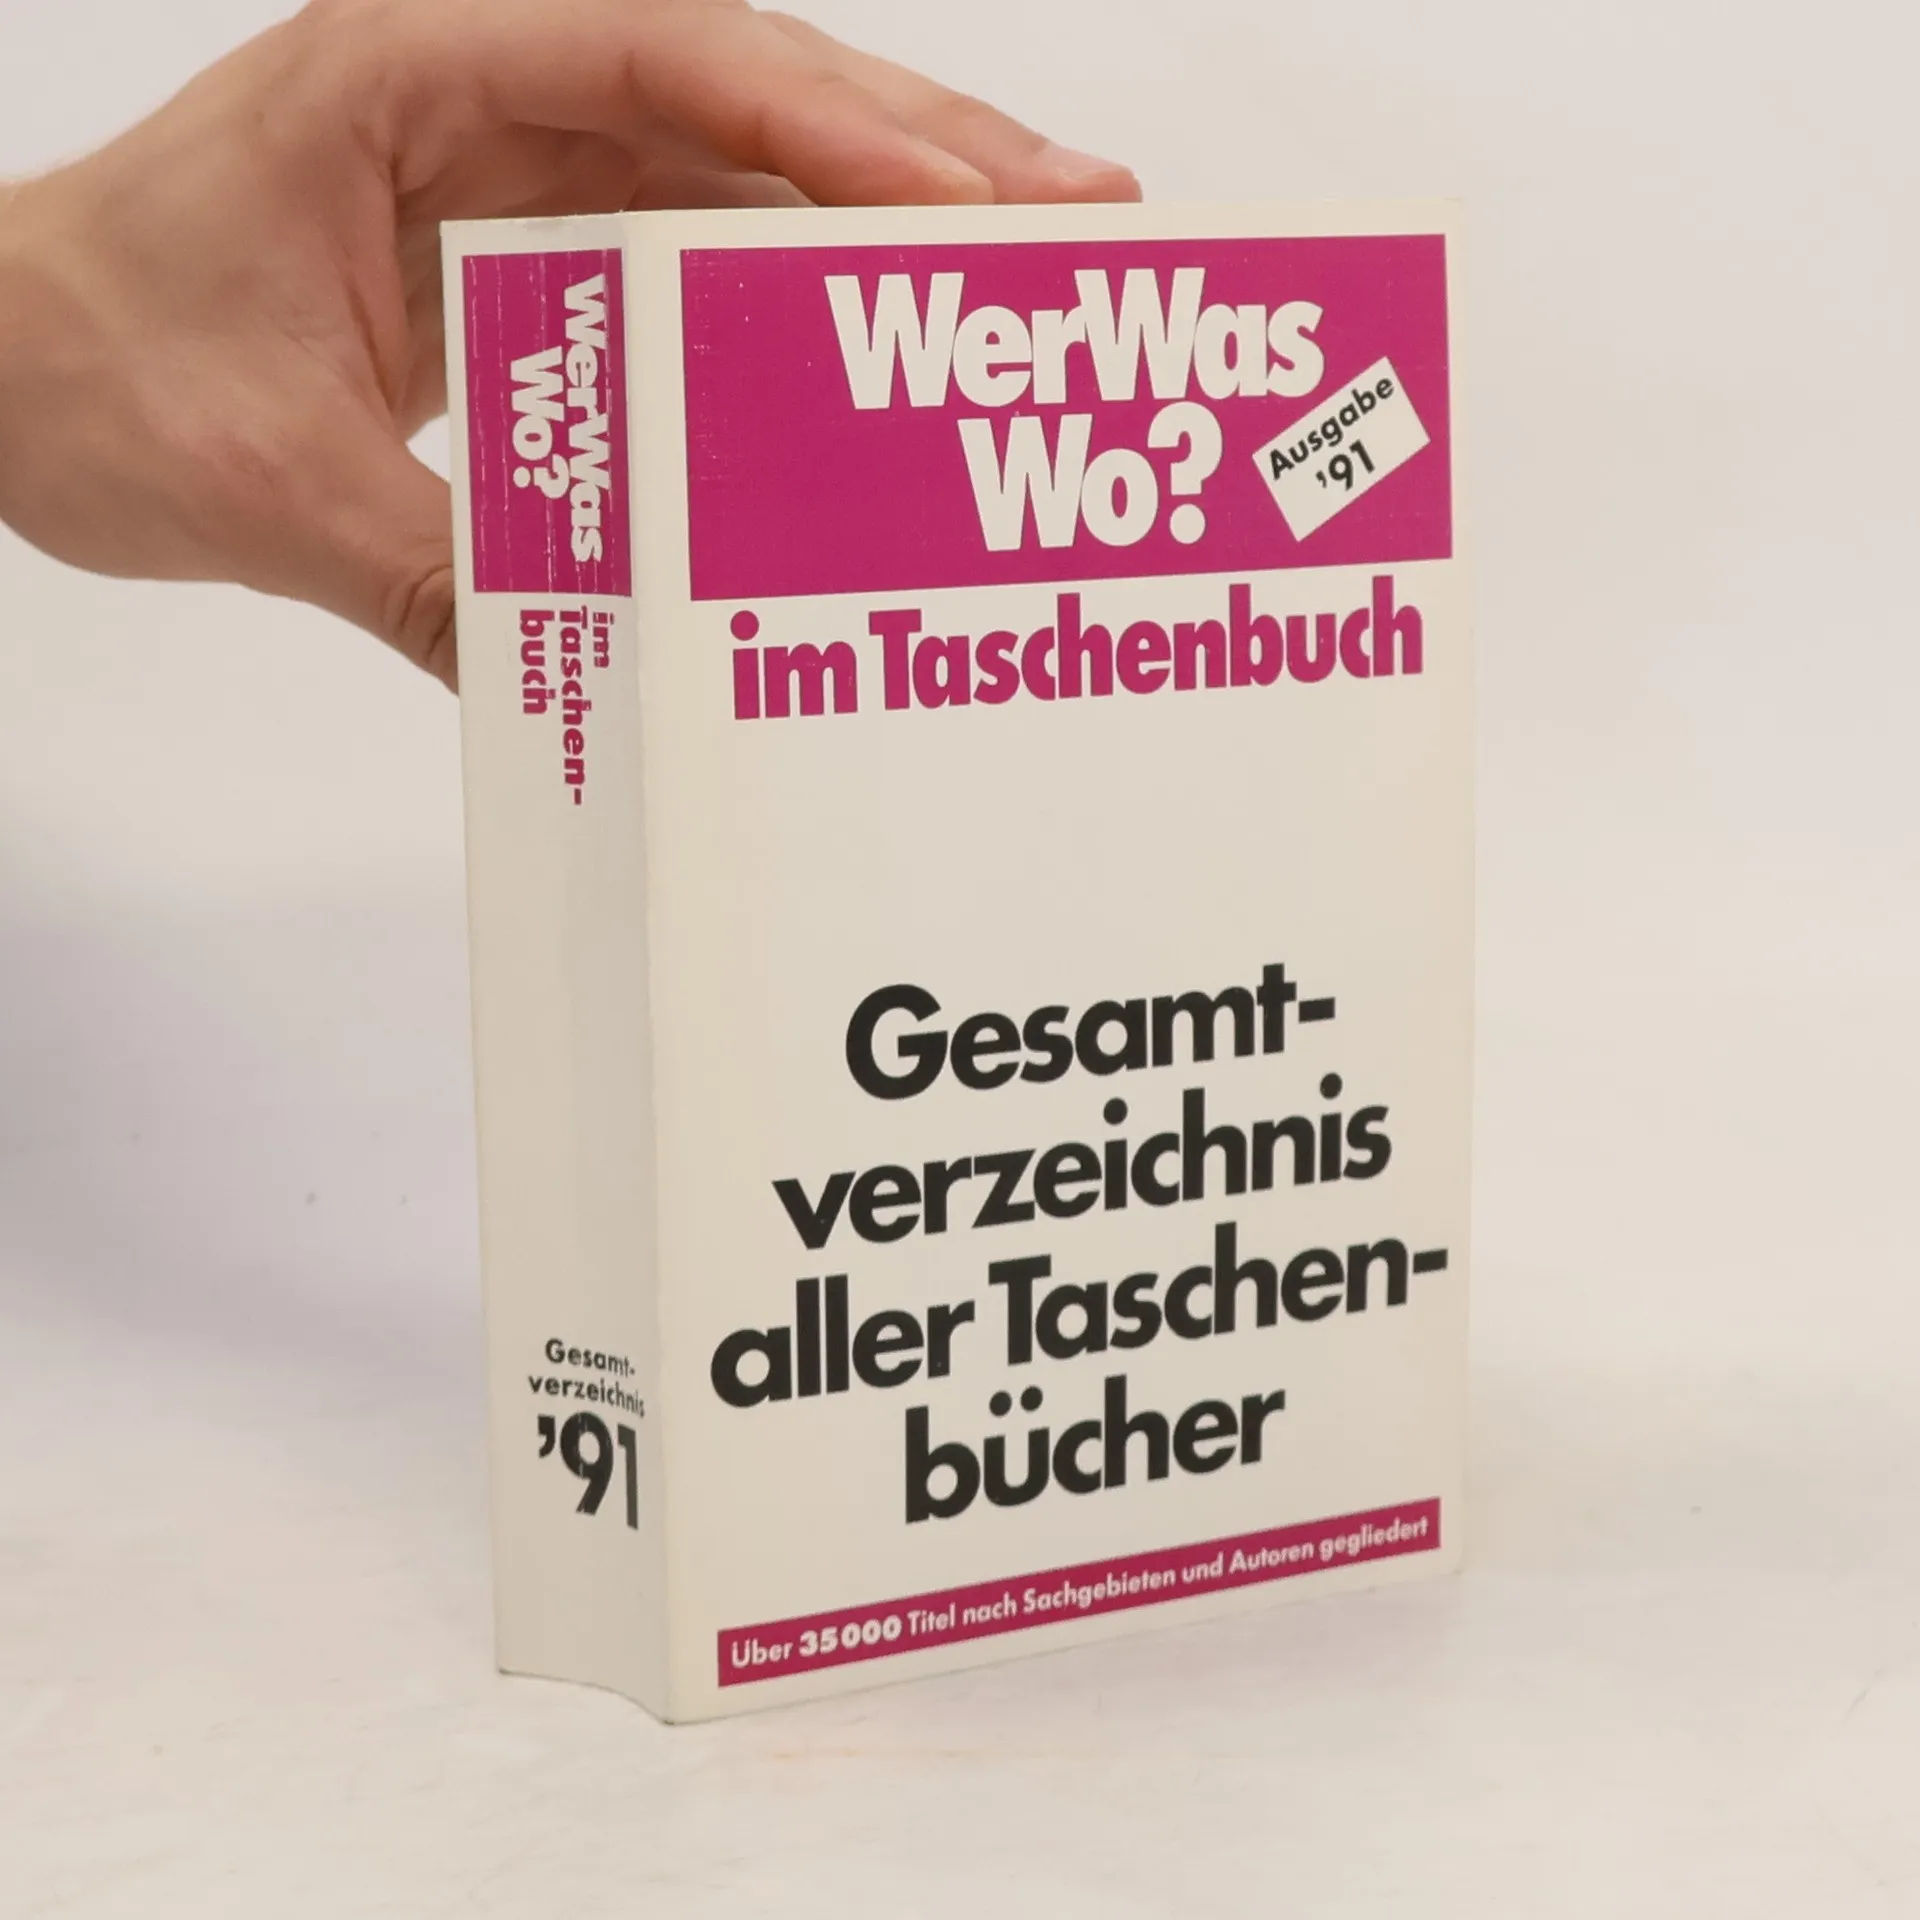 WerWas
Wo?
im
Taschen-
buch
Gesamt-
verzeichnis
'91
WerWas
Wo?
Ausgabe
'91
im Taschenbuch
Gesamt-
verzeichnis
aller Taschen-
bücher
Über 35000 Titel nach Sachgebieten und Autoren gegliedert